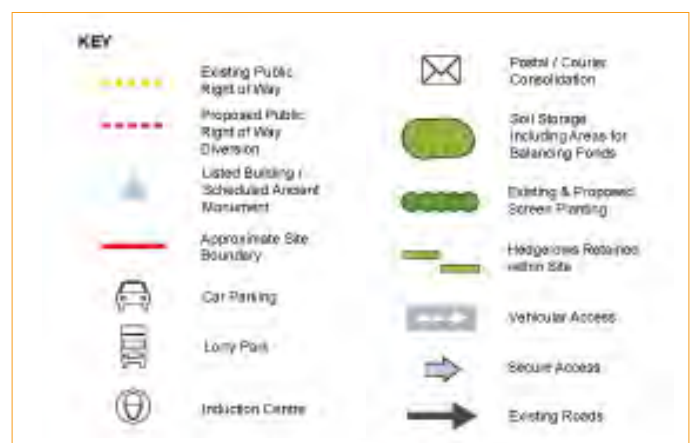 KEY
Existing Public
Right of Way
Proposed Public
Right of Way
Diversion
Listed Building /
Scheduled Ancient
Monument
Approximate Site
Boundary
Car Parking
Lorry Park
Induction Centre
Postal / Courier
Consolidation
Soil Storage
Including Areas for
Balancing Ponds
Existing & Proposed
Screen Planting
Hedgerows Retained
within Site
Vehicular Access
Secure Access
Existing Roads